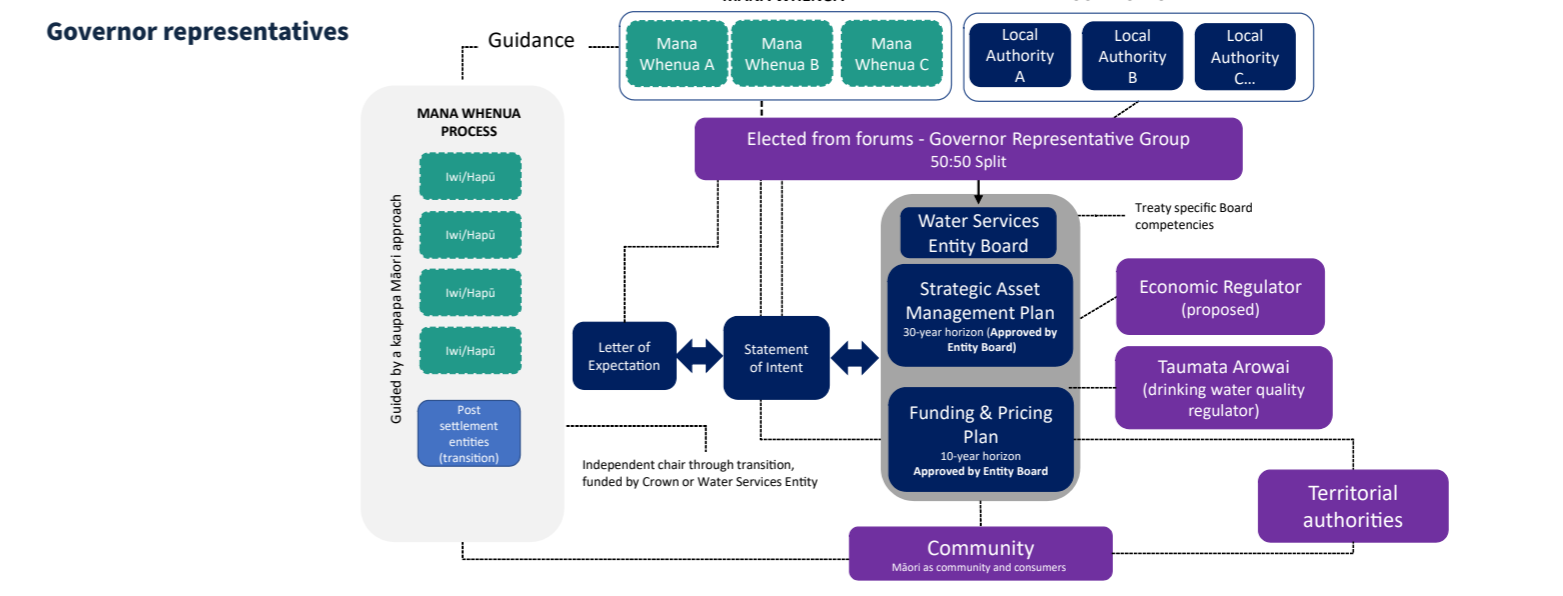 Governor representatives
Guidance
Mana
Whenua A
Mana
Whenua B
Mana
Whenua C
Local
Authority
A
Local
Authority
B
Local
Authority
C...
MANA WHENUA
PROCESS
Guided by a kaupapa Māori approach
Iwi/Hapū
Iwi/Hapū
Iwi/Hapū
Iwi/Hapū
Post
settlement
entities
(transition)
Elected from forums - Governor Representative Group
50:50 Split
Water Services
Entity Board
Treaty specific Board
competencies
Strategic Asset
Management Plan
30-year horizon (Approved by
Entity Board)
Economic Regulator
(proposed)
Letter of
Expectation
Statement
of Intent
Taumata Arowai
(drinking water quality
regulator)
Funding & Pricing
Plan
10-year horizon
Approved by Entity Board
Independent chair through transition,
funded by Crown or Water Services Entity
Territorial
authorities
Community
Māori as community and consumers